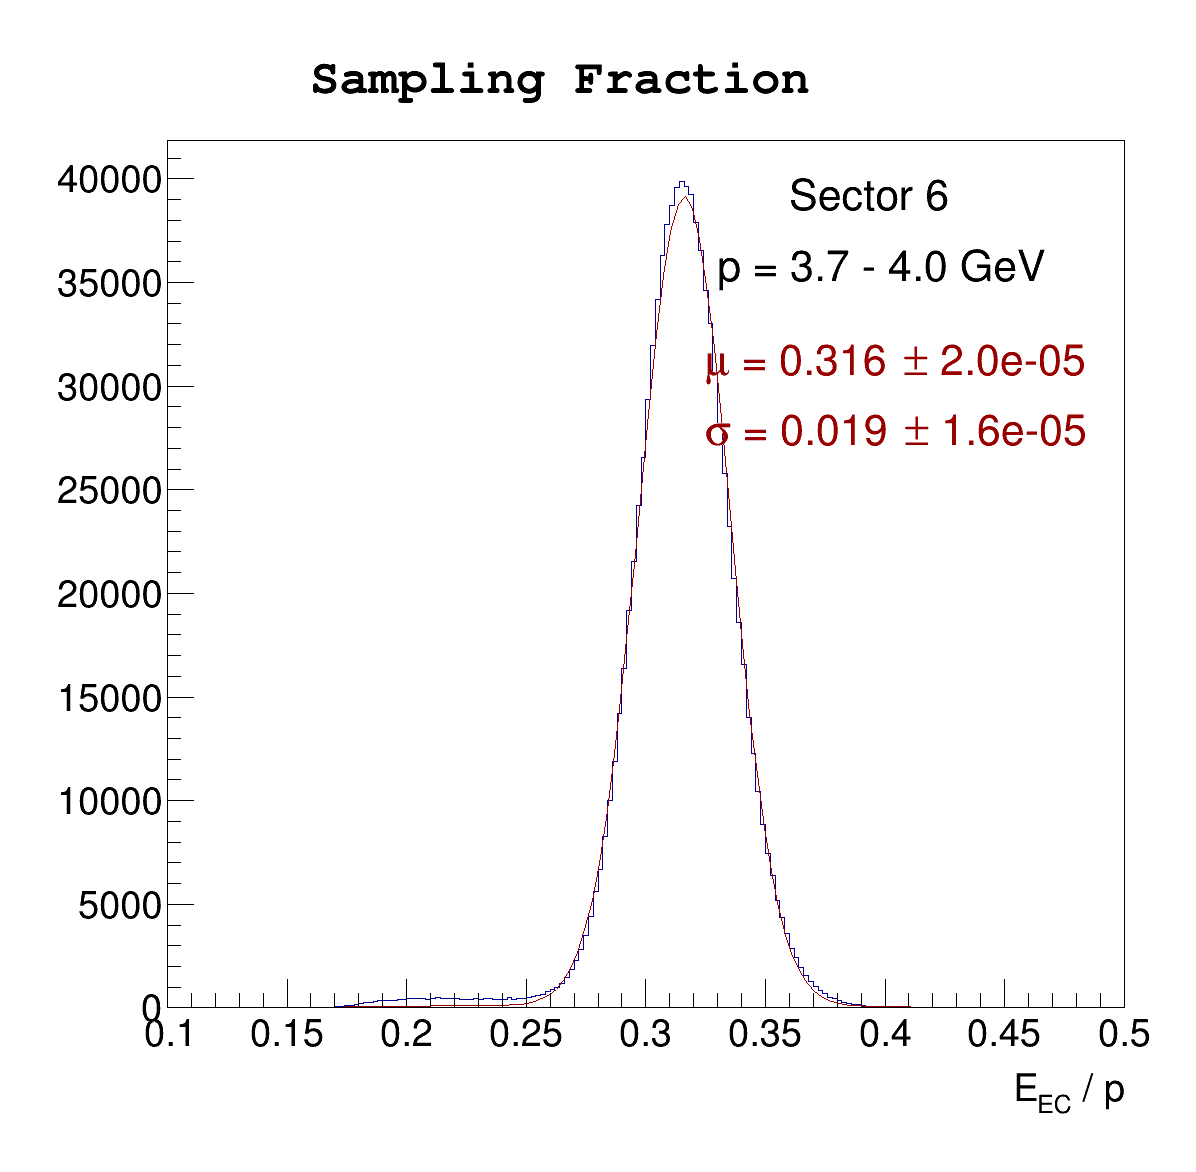 Sampling Fraction
Sector 6
p = 3.7 - 4.0 GeV
μ = 0.316 ± 2.0e-05
σ = 0.019 ± 1.6e-05
40000
35000
30000
25000
20000
15000
10000
5000
0
0.1 0.15 0.2 0.25 0.3 0.35 0.4 0.45 0.5
E_EC / p